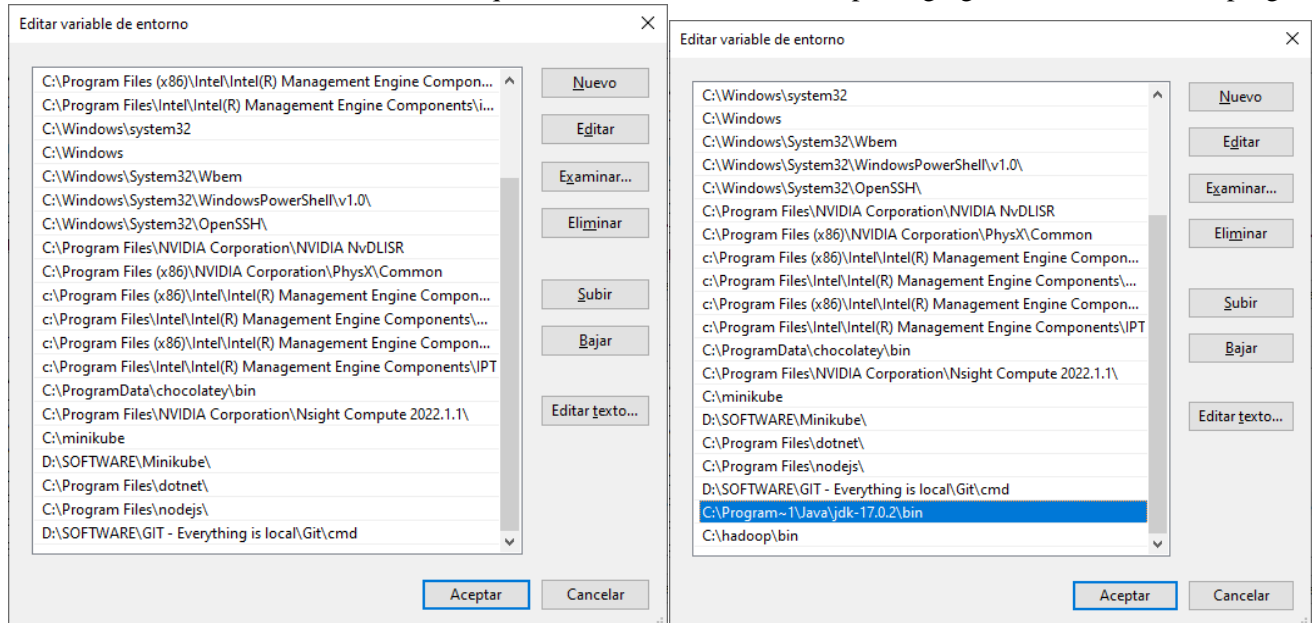 Editar variable de entorno
C:\Program Files (x86)\Intel\Intel(R) Management Engine Compon...
C:\Program Files\Intel\Intel(R) Management Engine Components\i...
C:\Windows\system32
C:\Windows
C:\Windows\System32\Wbem
C:\Windows\System32\WindowsPowerShell\v1.0\
C:\Windows\System32\OpenSSH\
C:\Program Files\NVIDIA Corporation\NVIDIA NvDLISR
C:\Program Files (x86)\NVIDIA Corporation\PhysX\Common
c:\Program Files (x86)\Intel\Intel(R) Management Engine Compon...
c:\Program Files\Intel\Intel(R) Management Engine Components\...
c:\Program Files (x86)\Intel\Intel(R) Management Engine Compon...
c:\Program Files\Intel\Intel(R) Management Engine Components\IPT
C:\ProgramData\chocolatey\bin
C:\Program Files\NVIDIA Corporation\Nsight Compute 2022.1.1\
C:\minikube
D:\SOFTWARE\Minikube\
C:\Program Files\dotnet\
C:\Program Files\nodejs\
D:\SOFTWARE\GIT - Everything is local\Git\cmd
Nuevo
Editar
Examinar...
Eliminar
Subir
Bajar
Editar texto...
Aceptar
Cancelar
Editar variable de entorno
C:\Windows\system32
C:\Windows
C:\Windows\System32\Wbem
C:\Windows\System32\WindowsPowerShell\v1.0\
C:\Windows\System32\OpenSSH\
C:\Program Files\NVIDIA Corporation\NVIDIA NvDLISR
C:\Program Files (x86)\NVIDIA Corporation\PhysX\Common
c:\Program Files (x86)\Intel\Intel(R) Management Engine Compon...
c:\Program Files\Intel\Intel(R) Management Engine Components\...
c:\Program Files (x86)\Intel\Intel(R) Management Engine Compon...
c:\Program Files\Intel\Intel(R) Management Engine Components\IPT
C:\ProgramData\chocolatey\bin
C:\Program Files\NVIDIA Corporation\Nsight Compute 2022.1.1\
C:\minikube
D:\SOFTWARE\Minikube\
C:\Program Files\dotnet\
C:\Program Files\nodejs\
D:\SOFTWARE\GIT - Everything is local\Git\cmd
C:\Program~1\Java\jdk-17.0.2\bin
C:\hadoop\bin
Nuevo
Editar
Examinar...
Eliminar
Subir
Bajar
Editar texto...
Aceptar
Cancelar